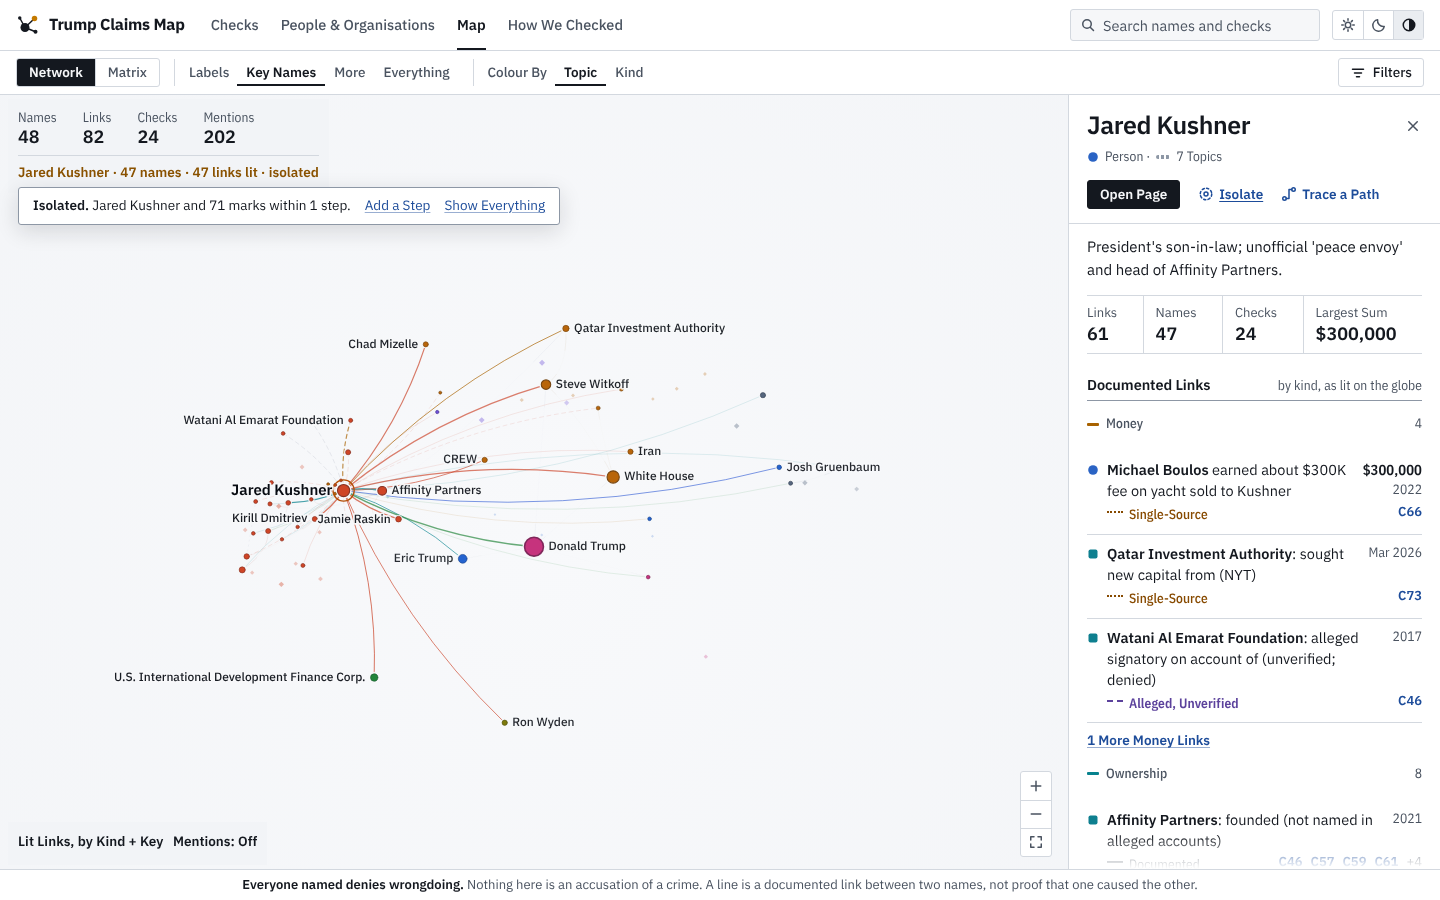 Trump Claims Map
Checks
People & Organisations
Map
How We Checked
Search names and checks
Network
Matrix
Labels
Key Names
More
Everything
Colour By
Topic
Kind
Filters
Names Links Checks Mentions
48 82 24 202
Jared Kushner · 47 names · 47 links lit · isolated
Isolated. Jared Kushner and 71 marks within 1 step. Add a Step Show Everything
Qatar Investment Authority
Chad Mizelle
Steve Witkoff
Watani Al Emarat Foundation
Iran
CREW
Josh Gruenbaum
White House
Jared Kushner
Affinity Partners
Kirill Dmitriev
Jamie Raskin
Donald Trump
Eric Trump
U.S. International Development Finance Corp.
Ron Wyden
Lit Links, by Kind + Key Mentions: Off
Jared Kushner
Person · 7 Topics
Open Page
Isolate
Trace a Path
President's son-in-law; unofficial 'peace envoy'
and head of Affinity Partners.
Links Names Checks Largest Sum
61 47 24 $300,000
Documented Links by kind, as lit on the globe
Money 4
Michael Boulos earned about $300K $300,000
fee on yacht sold to Kushner 2022
Single-Source C66
Qatar Investment Authority: sought Mar 2026
new capital from (NYT)
Single-Source C73
Watani Al Emarat Foundation: alleged 2017
signatory on account of (unverified;
denied)
Alleged, Unverified C46
1 More Money Links
Ownership 8
Affinity Partners: founded (not named in 2021
alleged accounts)
Documented C46 C57 C59 C61 +4
Everyone named denies wrongdoing. Nothing here is an accusation of a crime. A line is a documented link between two names, not proof that one caused the other.